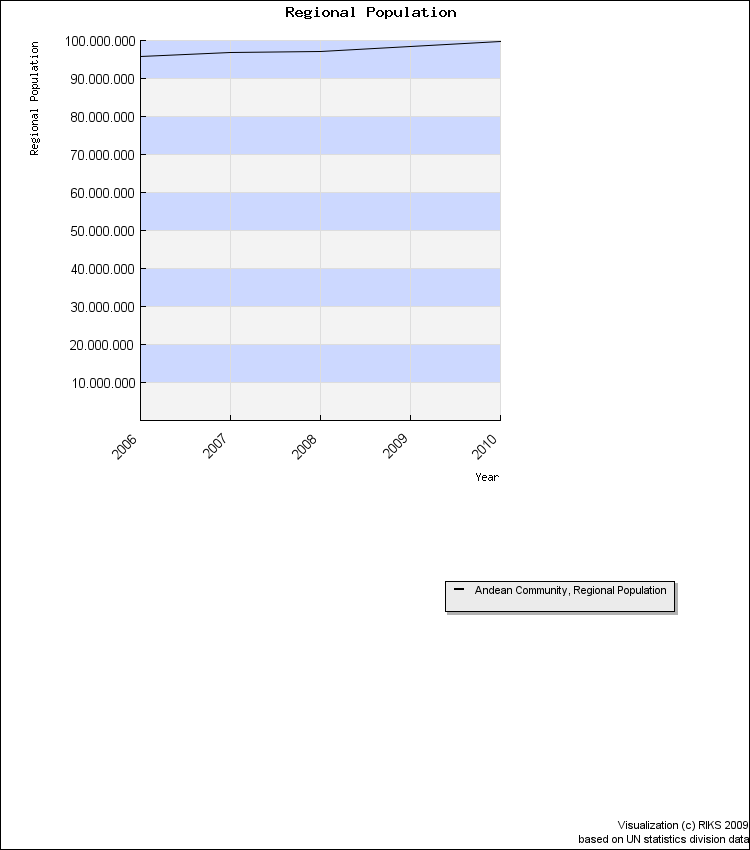 Regional Population
Regional Population
100.000.000
90.000.000
80.000.000
70.000.000
60.000.000
50.000.000
40.000.000
30.000.000
20.000.000
10.000.000
2006
2007
2008
2009
2010
Year
Andean Community, Regional Population
Visualization (c) RIKS 2009
based on UN statistics division data